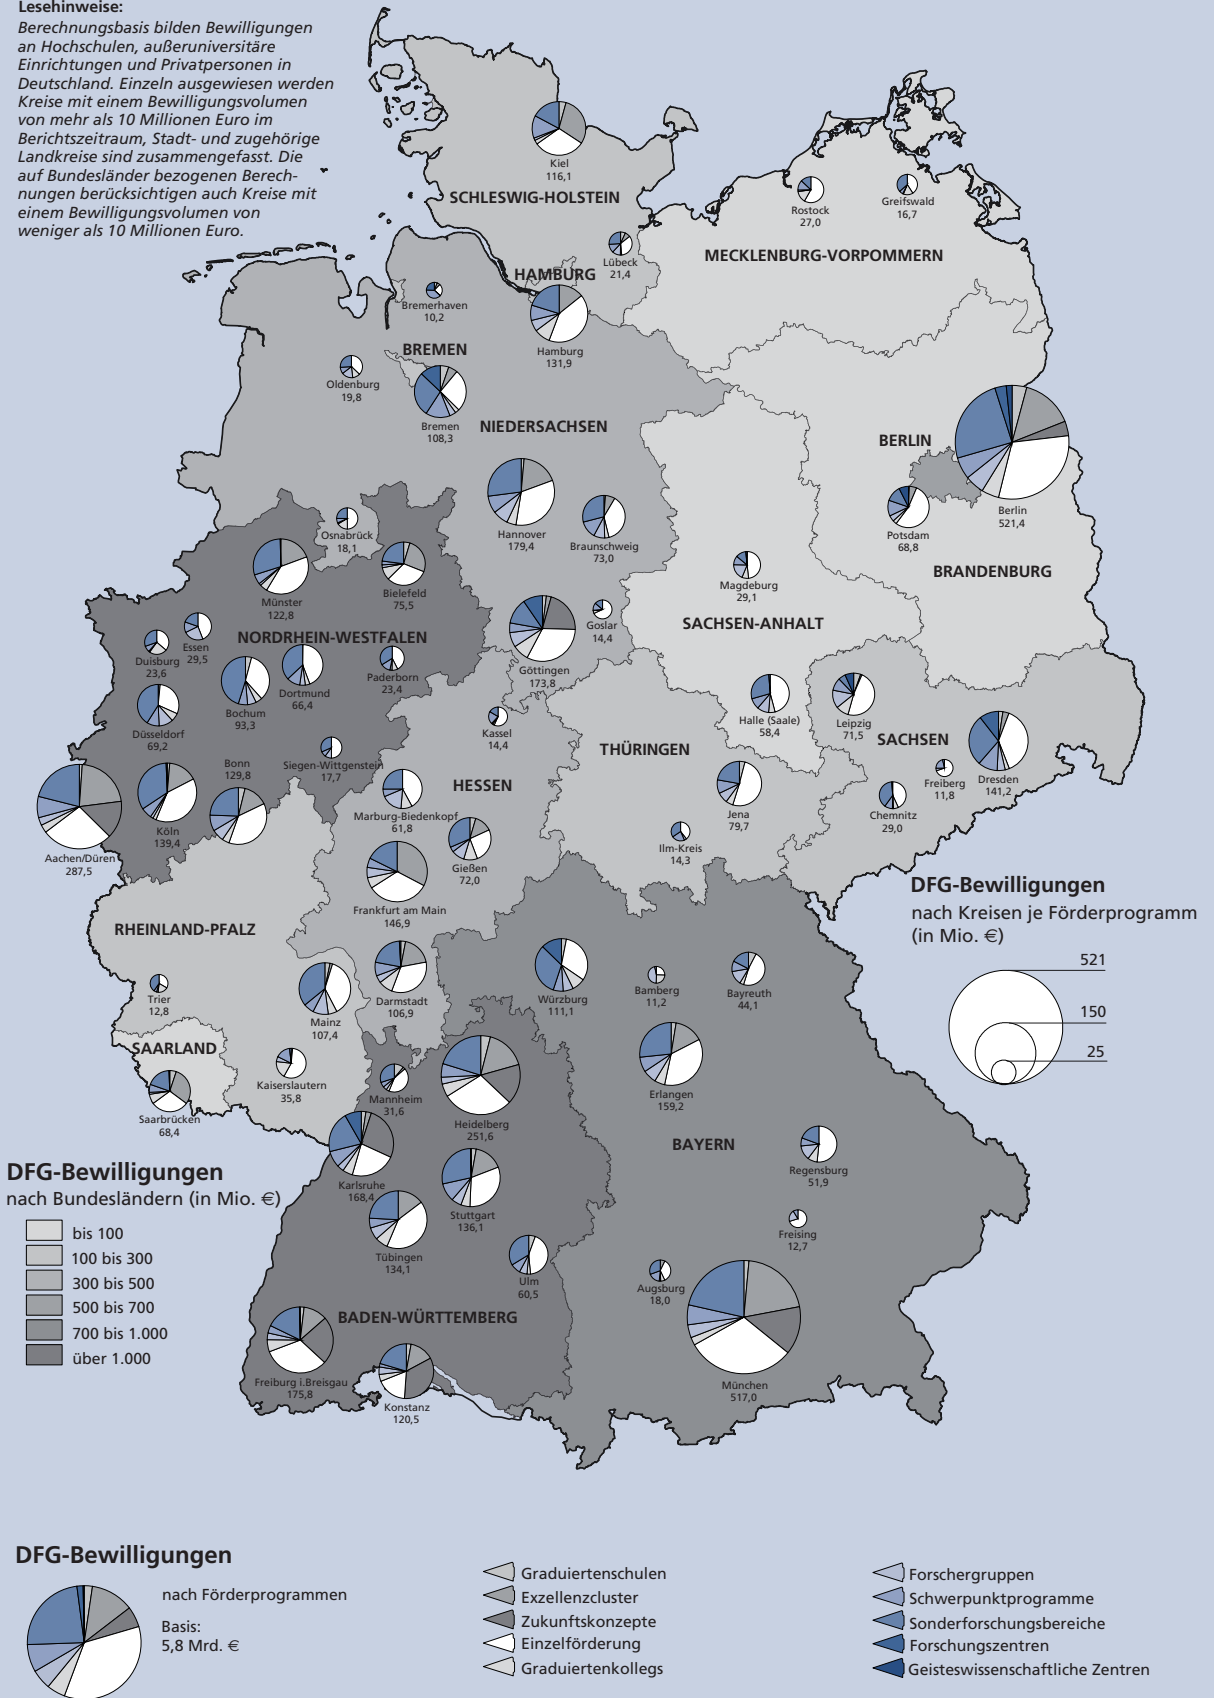 Lesehinweise:
Berechnungsbasis bilden Bewilligungen
an Hochschulen, außeruniversitäre
Einrichtungen und Privatpersonen in
Deutschland. Einzeln ausgewiesen werden
Kreise mit einem Bewilligungsvolumen
von mehr als 10 Millionen Euro im
Berichtszeitraum, Stadt- und zugehörige
Landkreise sind zusammengefasst. Die
auf Bundesländer bezogenen Berech-
nungen berücksichtigen auch Kreise mit
einem Bewilligungsvolumen von
weniger als 10 Millionen Euro.
Kiel
116,1
SCHLESWIG-HOLSTEIN
Rostock
27,0
Greifswald
16,7
Lübeck
21,4
MECKLENBURG-VORPOMMERN
HAMBURG
Bremerhaven
10,2
Hamburg
131,9
BREMEN
Oldenburg
19,8
Bremen
108,3
NIEDERSACHSEN
BERLIN
Berlin
521,4
Potsdam
68,8
Hannover
179,4
Braunschweig
73,0
Osnabrück
18,1
Münster
122,8
Bielefeld
75,5
Magdeburg
29,1
BRANDENBURG
SACHSEN-ANHALT
Goslar
14,4
Göttingen
173,8
NORDRHEIN-WESTFALEN
Essen
29,5
Duisburg
23,6
Dortmund
66,4
Paderborn
23,4
Bochum
93,3
Düsseldorf
69,2
Halle (Saale)
58,4
Leipzig
71,5
SACHSEN
Kassel
14,4
THÜRINGEN
Siegen-Wittgenstein
17,7
Bonn
129,8
HESSEN
Freiberg
11,8
Dresden
141,2
Chemnitz
29,0
Jena
79,7
Ilm-Kreis
14,3
Marburg-Biedenkopf
61,8
Köln
139,4
Aachen/Düren
287,5
Gießen
72,0
Frankfurt am Main
146,9
RHEINLAND-PFALZ
DFG-Bewilligungen
nach Kreisen je Förderprogramm
(in Mio. €)
521
150
25
Trier
12,8
Mainz
107,4
Darmstadt
106,9
Würzburg
111,1
Bamberg
11,2
Bayreuth
44,1
SAARLAND
Saarbrücken
68,4
Kaiserslautern
35,8
Mannheim
31,6
Heidelberg
251,6
Erlangen
159,2
BAYERN
Regensburg
51,9
Karlsruhe
168,4
Stuttgart
136,1
Tübingen
134,1
Freising
12,7
Ulm
60,5
Augsburg
18,0
BADEN-WÜRTTEMBERG
Freiburg i.Breisgau
175,8
Konstanz
120,5
München
517,0
DFG-Bewilligungen
nach Bundesländern (in Mio. €)
bis 100
100 bis 300
300 bis 500
500 bis 700
700 bis 1.000
über 1.000
DFG-Bewilligungen
nach Förderprogrammen
Basis:
5,8 Mrd. €
Graduiertenschulen
Exzellenzcluster
Zukunftskonzepte
Einzelförderung
Graduiertenkollegs
Forschergruppen
Schwerpunktprogramme
Sonderforschungsbereiche
Forschungszentren
Geisteswissenschaftliche Zentren